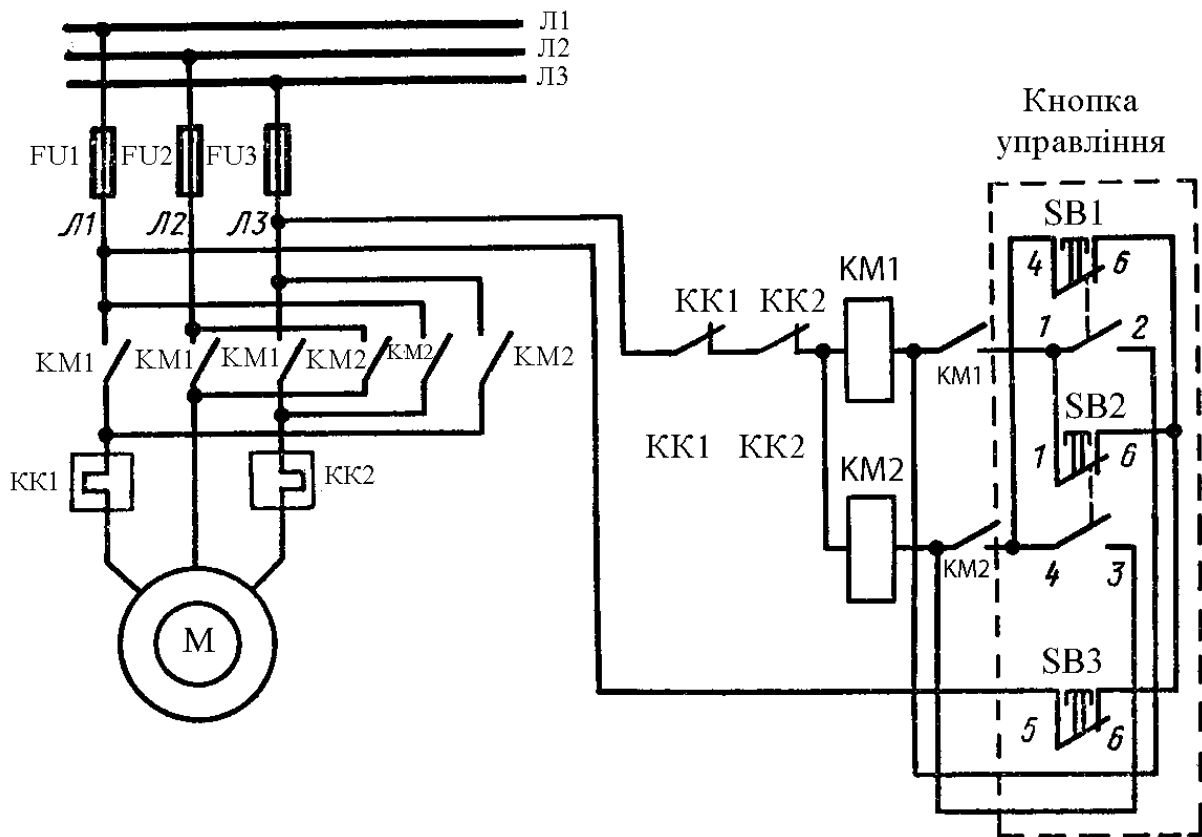 Л1
Л2
Л3
Кнопка
управління
FU1 FU2 FU3
SB1
Л1 Л2 Л3
4 6
KM1
KK1 KK2
1 2
KM1 KM1 KM1 KM2 KM2 KM2
KM1
SB2
KK1 KK2
KK1 KK2
1 6
KM2
KM2
4 3
M
SB3
5 6